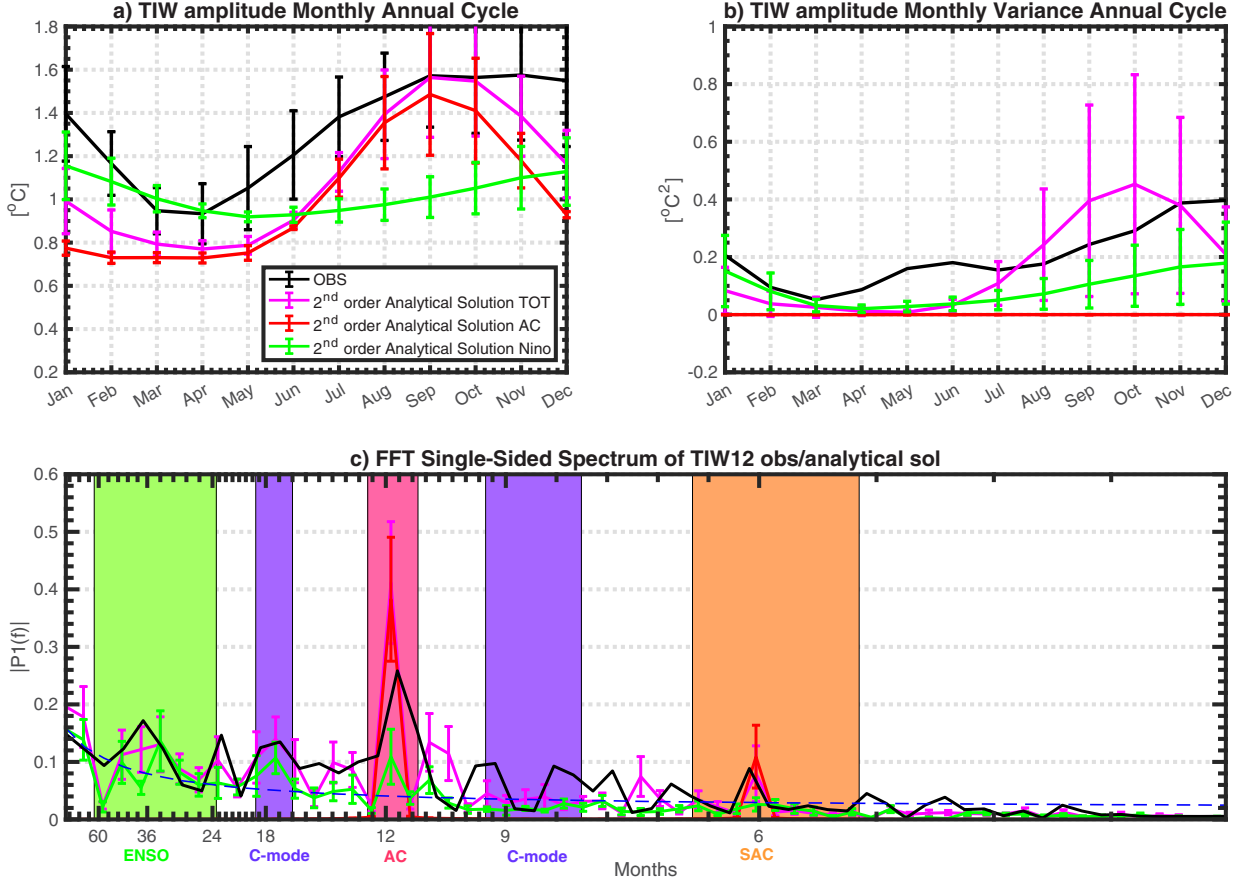 a) TIW amplitude Monthly Annual Cycle
[°C]
1.8
1.6
1.4
1.2
1
0.8
0.6
0.4
0.2
OBS
2nd order Analytical Solution TOT
2nd order Analytical Solution AC
2nd order Analytical Solution Nino
Jan Feb Mar Apr May Jun Jul Aug Sep Oct Nov Dec
b) TIW amplitude Monthly Variance Annual Cycle
[°C²]
1
0.8
0.6
0.4
0.2
0
-0.2
Jan Feb Mar Apr May Jun Jul Aug Sep Oct Nov Dec
c) FFT Single-Sided Spectrum of TIW12 obs/analytical sol
|P1(f)|
0.6
0.5
0.4
0.3
0.2
0.1
0
60 36 24 18 12 9 6
ENSO C-mode AC C-mode SAC
Months